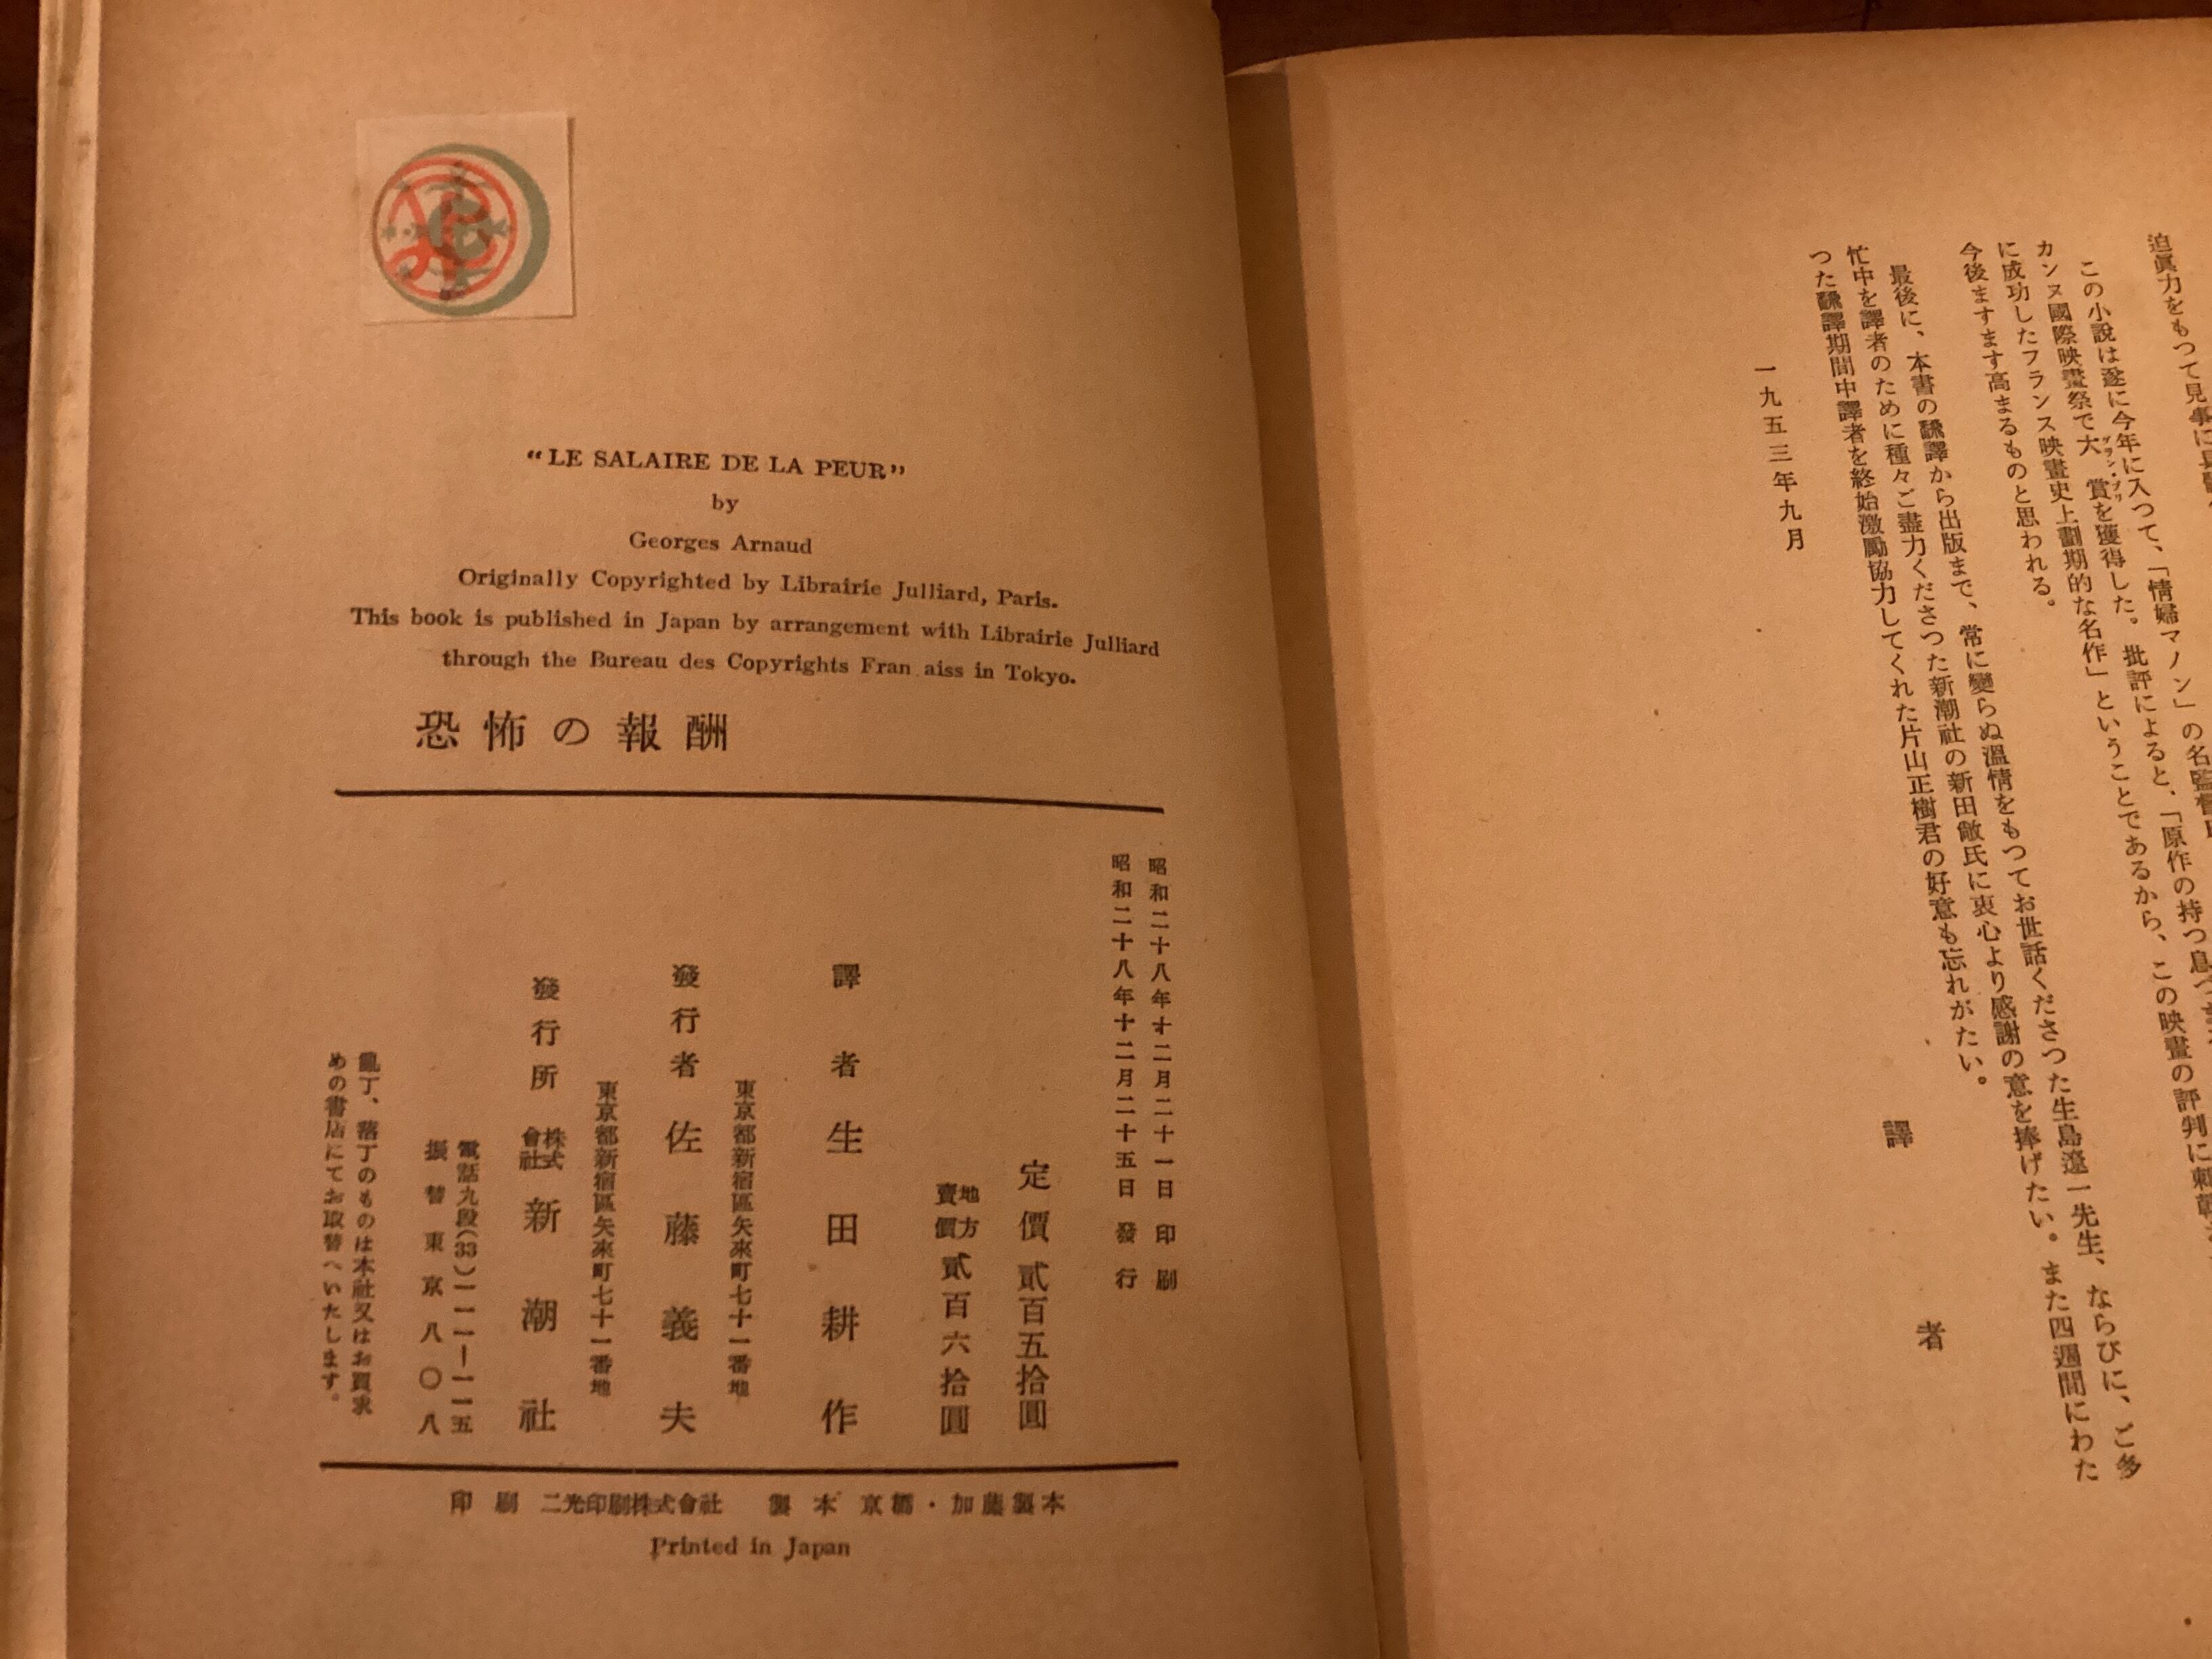 迫眞力をもつて見事に
この小說は遂に今年に入つて、「情婦マノン」の名監督
カンヌ國際映畫祭で大賞を獲得した。批評によると、「原作の持つ息づ
グラン・プリ
に成功したフランス映畫史上劃期的な名作」ということであるから、この映畫の評判に刺戟
今後ますます高まるものと思われる。
最後に、本書の飜譯から出版まで、常に變らぬ溫情をもつてお世話くださつた生島遼一先生、ならびに、ご多
忙中を譯者のために種々ご盡力くださつた新潮社の新田敞氏に衷心より感謝の意を捧げたい。また四週間にわた
つた飜譯期間中譯者を終始激勵協力してくれた片山正樹君の好意も忘れがたい。
一九五三年九月
譯者
“LE SALAIRE DE LA PEUR”
by
Georges Arnaud
Originally Copyrighted by Librairie Julliard, Paris.
This book is published in Japan by arrangement with Librairie Julliard
through the Bureau des Copyrights Fran aiss in Tokyo.
恐怖の報酬
昭和二十八年十二月二十一日 印刷
昭和二十八年十二月二十五日 發行
定價貳百五拾圓
地方賣價貳百六拾圓
譯者 生田耕作
東京都新宿區矢來町七十一番地
發行者 佐藤義夫
東京都新宿區矢來町七十一番地
發行所 株式會社 新潮社
電話九段(33)一一一一―一一五
振替東京八〇八
亂丁、落丁のものは本社又はお買求
めの書店にてお取替へいたします。
印刷 二光印刷株式會社 製本 京橋・加藤製本
Printed in Japan